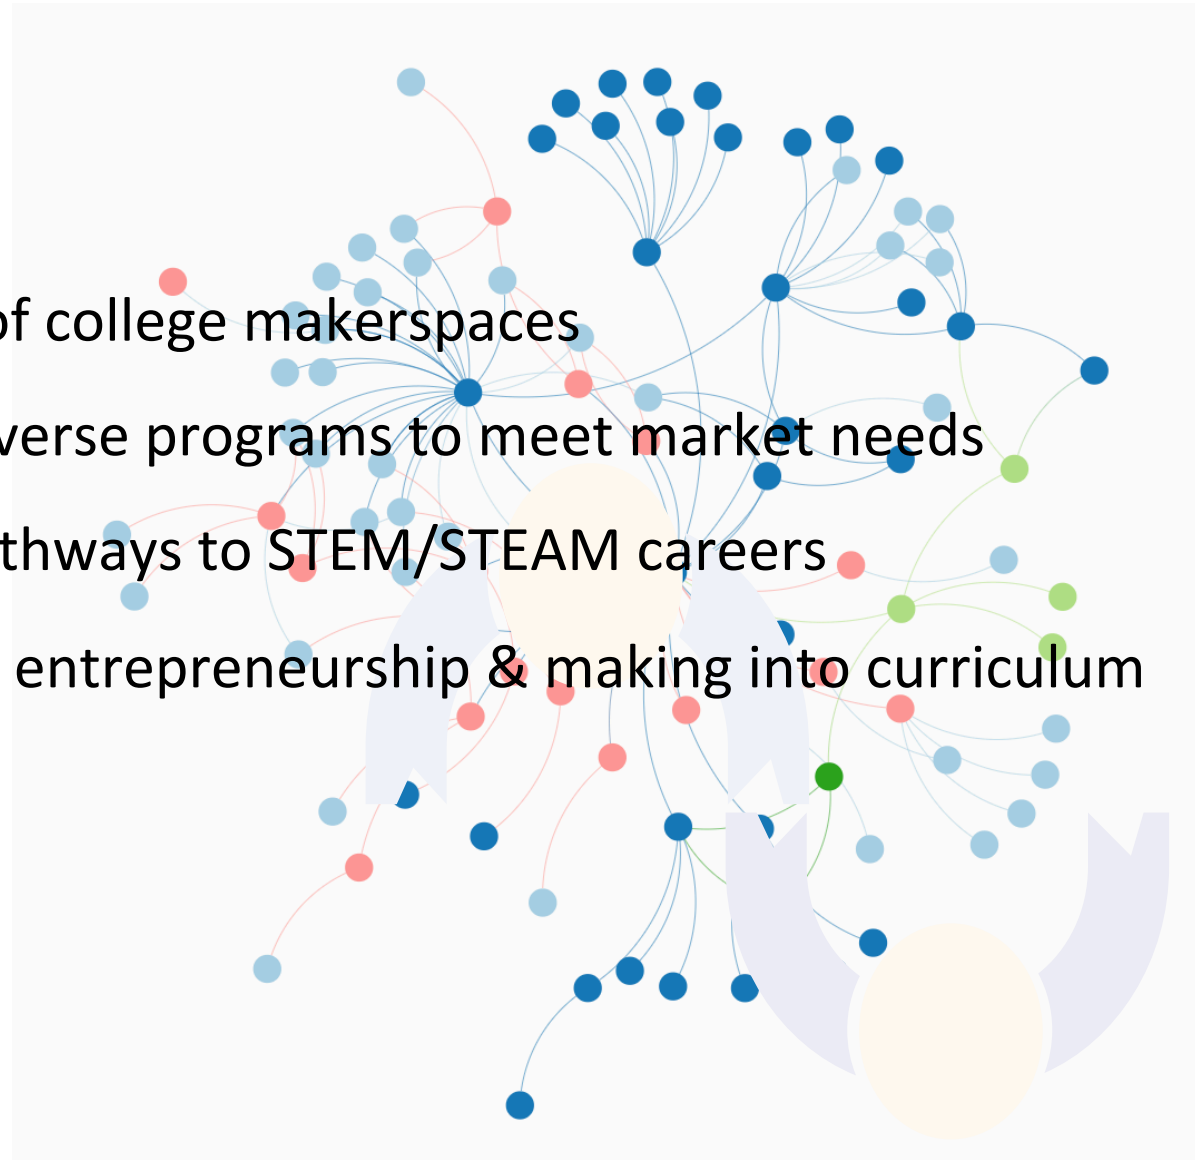 of college makerspaces
verse programs to meet market needs
thways to STEM/STEAM careers
entrepreneurship & making into curriculum